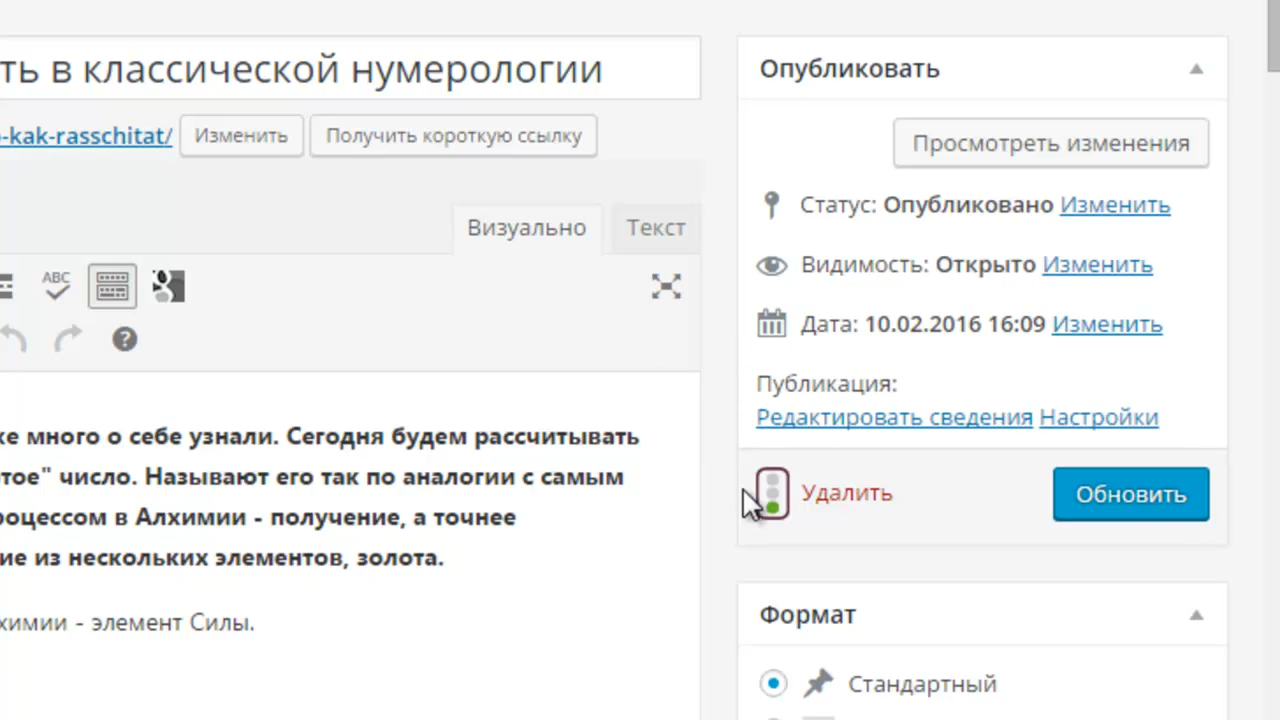 ть в классической нумерологии
-kak-rasschitat/ Изменить Получить короткую ссылку
Визуально Текст
ABC
же много о себе узнали. Сегодня будем рассчитывать
тое" число. Называют его так по аналогии с самым
роцессом в Алхимии - получение, а точнее
ие из нескольких элементов, золота.
химии - элемент Силы.
Опубликовать
Просмотреть изменения
Статус: Опубликовано Изменить
Видимость: Открыто Изменить
Дата: 10.02.2016 16:09 Изменить
Публикация:
Редактировать сведения Настройки
Удалить Обновить
Формат
Стандартный